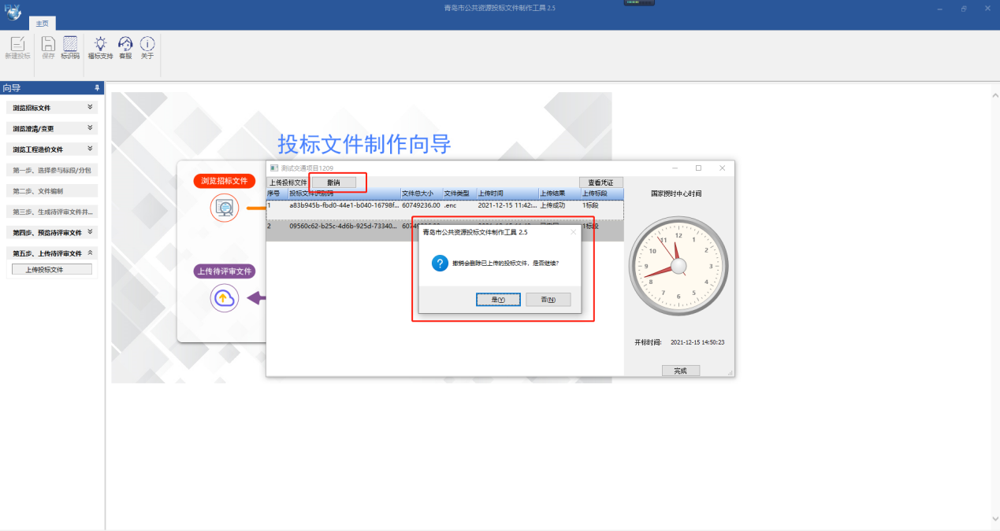 青岛市公共资源投标文件制作工具 2.5
主页
新建投标
保存
标识码
福标支持
客服
关于
向导
浏览招标文件
浏览澄清/变更
浏览工程造价文件
第一步、选择参与标段/分包
第二步、文件编制
第三步、生成待评审文件并...
第四步、预览待评审文件
第五步、上传待评审文件
上传投标文件
投标文件制作向导
浏览招标文件
上传待评审文件
测试交通项目1209
上传投标文件
撤销
查看凭证
序号 投标文件识别码 文件总大小 文件类型 上传时间 上传结果 上传标段
1 a83b945b-fbd0-44e1-b040-16798f... 60749236.00 .enc 2021-12-15 11:42:... 上传成功 1标段
2 09560c62-b25c-4d6b-925d-73340... 1标段
青岛市公共资源投标文件制作工具 2.5
撤销会删除已上传的投标文件，是否继续?
是(Y)
否(N)
国家授时中心时间
12
1
2
3
4
5
6
7
8
9
10
11
开标时间: 2021-12-15 14:50:23
完成